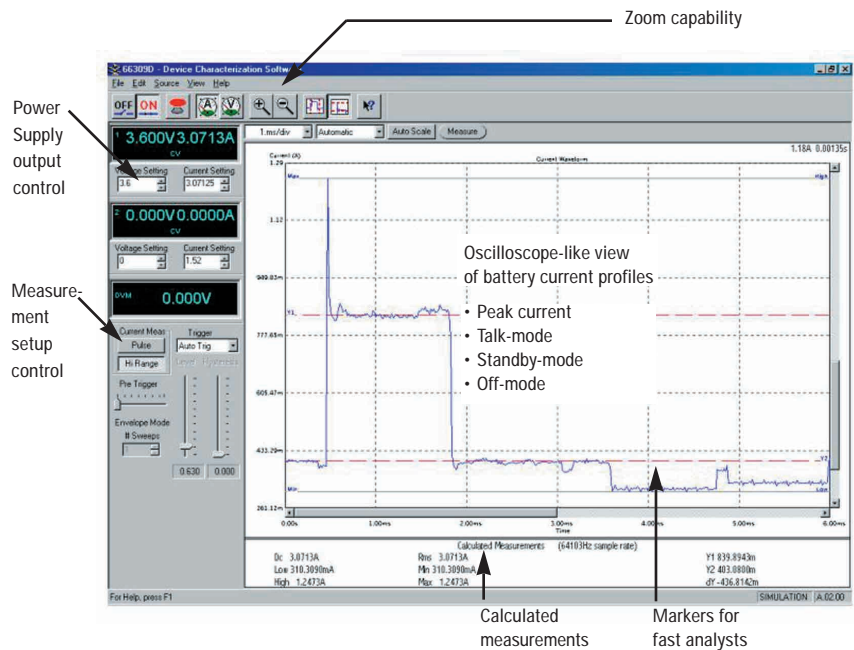 Zoom capability
66309D - Device Characterization Softw
File Edit Source View Help
OFF ON A V
Power
Supply
output
control
1 3.600V 3.0713A
CV
Voltage Setting Current Setting
3.6 3.07125
2 0.000V 0.0000A
CV
Voltage Setting Current Setting
0 1.52
DVM 0.000V
Measure-
ment
setup
control
Current Meas Trigger
Pulse Auto Trig
Hi Range Level Hysteresis
Pre Trigger
Envelope Mode
# Sweeps
1
0.630 0.000
1.ms/div Automatic Auto Scale Measure
1.18A 0.00135s
Current (A) Current Waveform
1.29
Max High
1.12
Oscilloscope-like view
of battery current profiles
• Peak current
• Talk-mode
• Standby-mode
• Off-mode
949.83m
Y1
777.65m
605.47m
433.29m
Y2
Min Low
261.12m
0.00s 1.00ms 2.00ms 3.00ms 4.00ms 5.00ms 6.00ms
Time
Calculated Measurements (64103Hz sample rate)
Dc 3.0713A Rms 3.0713A Y1 839.8943m
Low 310.3090mA Min 310.3090mA Y2 403.0800m
High 1.2473A Max 1.2473A dY -436.8142m
For Help, press F1 SIMULATION A.02.00
Calculated
measurements
Markers for
fast analysts